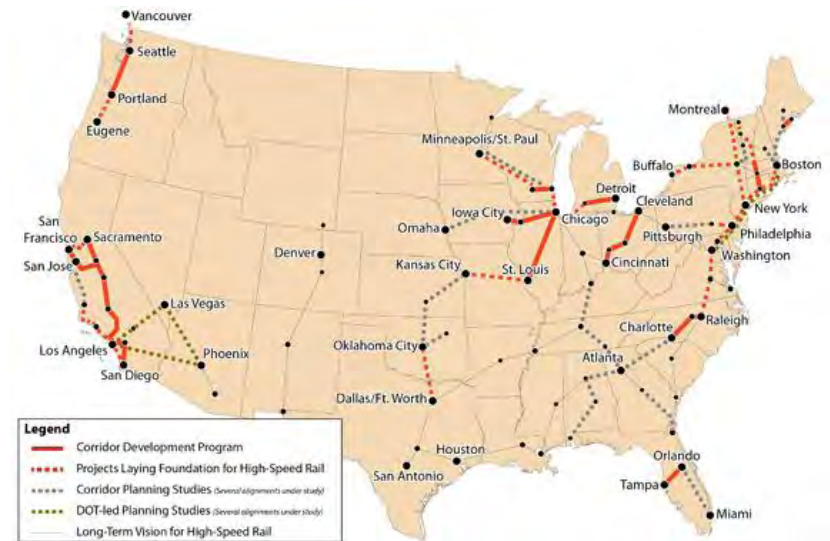 Vancouver
Seattle
Portland
Eugene
Montreal
Minneapolis/St. Paul
Buffalo
Boston
Detroit
Cleveland
New York
Iowa City
Chicago
Omaha
Pittsburgh
Philadelphia
San
Francisco
Sacramento
Denver
Washington
San Jose
Kansas City
St. Louis
Cincinnati
Las Vegas
Raleigh
Charlotte
Los Angeles
Oklahoma City
Phoenix
Atlanta
San Diego
Dallas/Ft. Worth
Houston
San Antonio
Orlando
Tampa
Miami
Legend
Corridor Development Program
Projects Laying Foundation for High-Speed Rail
Corridor Planning Studies (Several alignments under study)
DOT-led Planning Studies (Several alignments under study)
Long-Term Vision for High-Speed Rail